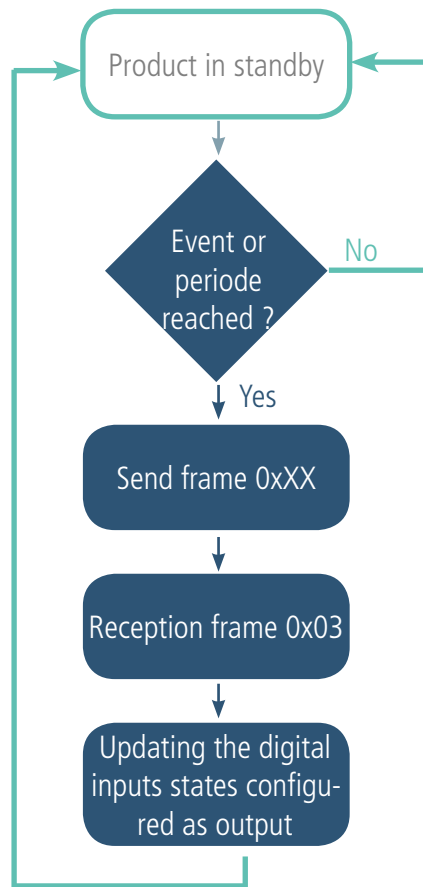 Product in standby
Event or
periode
reached ?
No
Yes
Send frame 0xXX
Reception frame 0x03
Updating the digital
inputs states configu-
red as output